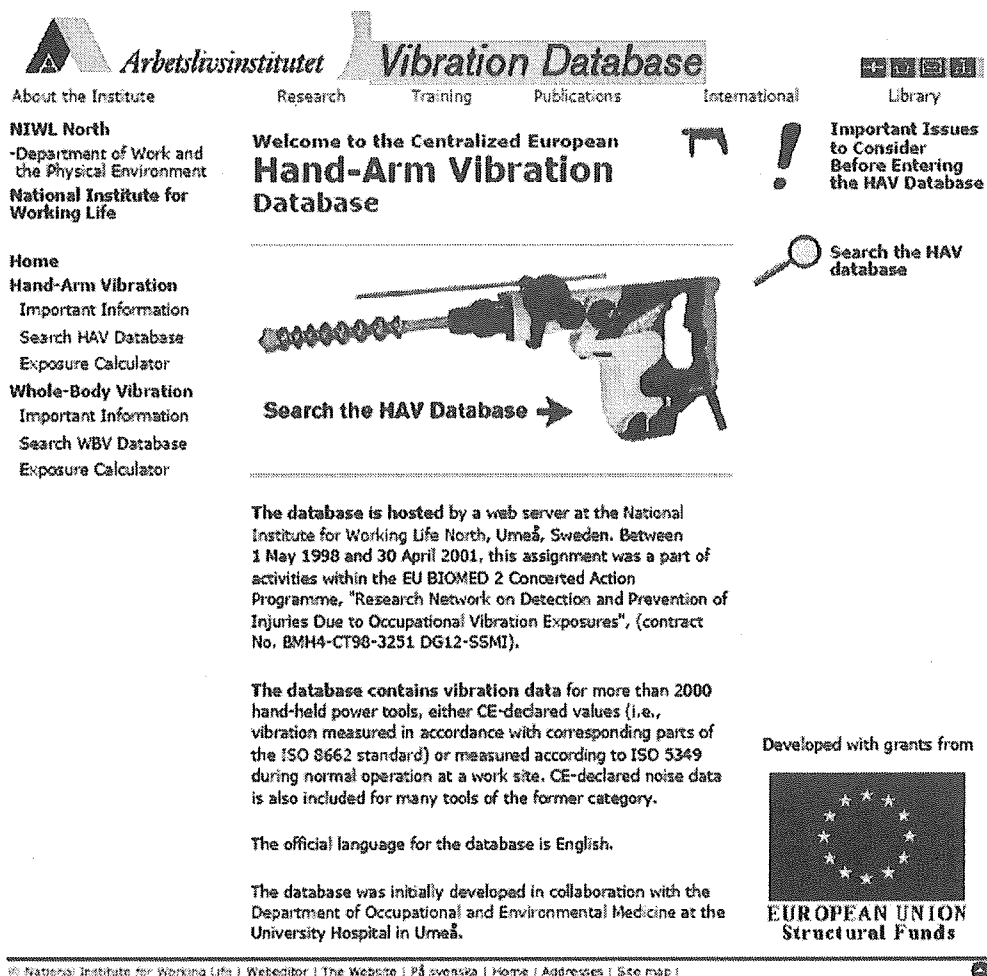 Arbetslivsinstitutet
Vibration Database
About the Institute Research Training Publications International Library
NIWL North
-Department of Work and
the Physical Environment
National Institute for
Working Life
Home
Hand-Arm Vibration
Important Information
Search HAV Database
Exposure Calculator
Whole-Body Vibration
Important Information
Search WBV Database
Exposure Calculator
Welcome to the Centralized European
Hand-Arm Vibration
Database
Search the HAV Database
The database is hosted by a web server at the National
Institute for Working Life North, Umeå, Sweden. Between
1 May 1998 and 30 April 2001, this assignment was a part of
activities within the EU BIOMED 2 Concerted Action
Programme, "Research Network on Detection and Prevention of
Injuries Due to Occupational Vibration Exposures", (contract
No. BMH4-CT98-3251 DG12-SSMI).
The database contains vibration data for more than 2000
hand-held power tools, either CE-declared values (i.e.,
vibration measured in accordance with corresponding parts of
the ISO 8662 standard) or measured according to ISO 5349
during normal operation at a work site. CE-declared noise data
is also included for many tools of the former category.
The official language for the database is English.
The database was initially developed in collaboration with the
Department of Occupational and Environmental Medicine at the
University Hospital in Umeå.
!
Important Issues
to Consider
Before Entering
the HAV Database
Search the HAV
database
Developed with grants from
EUROPEAN UNION
Structural Funds
© National Institute for Working Life | Webeditor | The Website | På svenska | Home | Addresses | Site map |